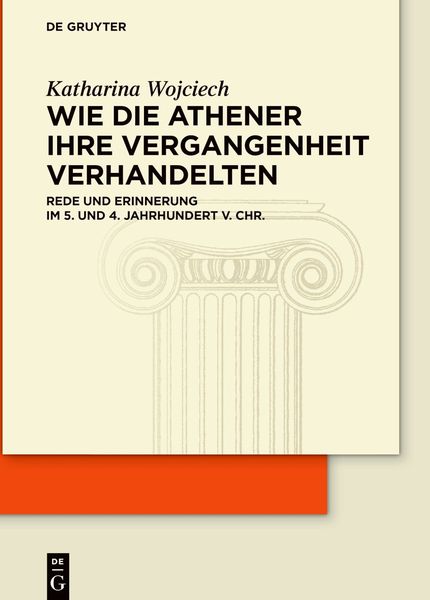 DE GRUYTER
Katharina Wojciech
WIE DIE ATHENER
IHRE VERGANGENHEIT
VERHANDELTEN
REDE UND ERINNERUNG
IM 5. UND 4. JAHRHUNDERT V. CHR.
DE
G